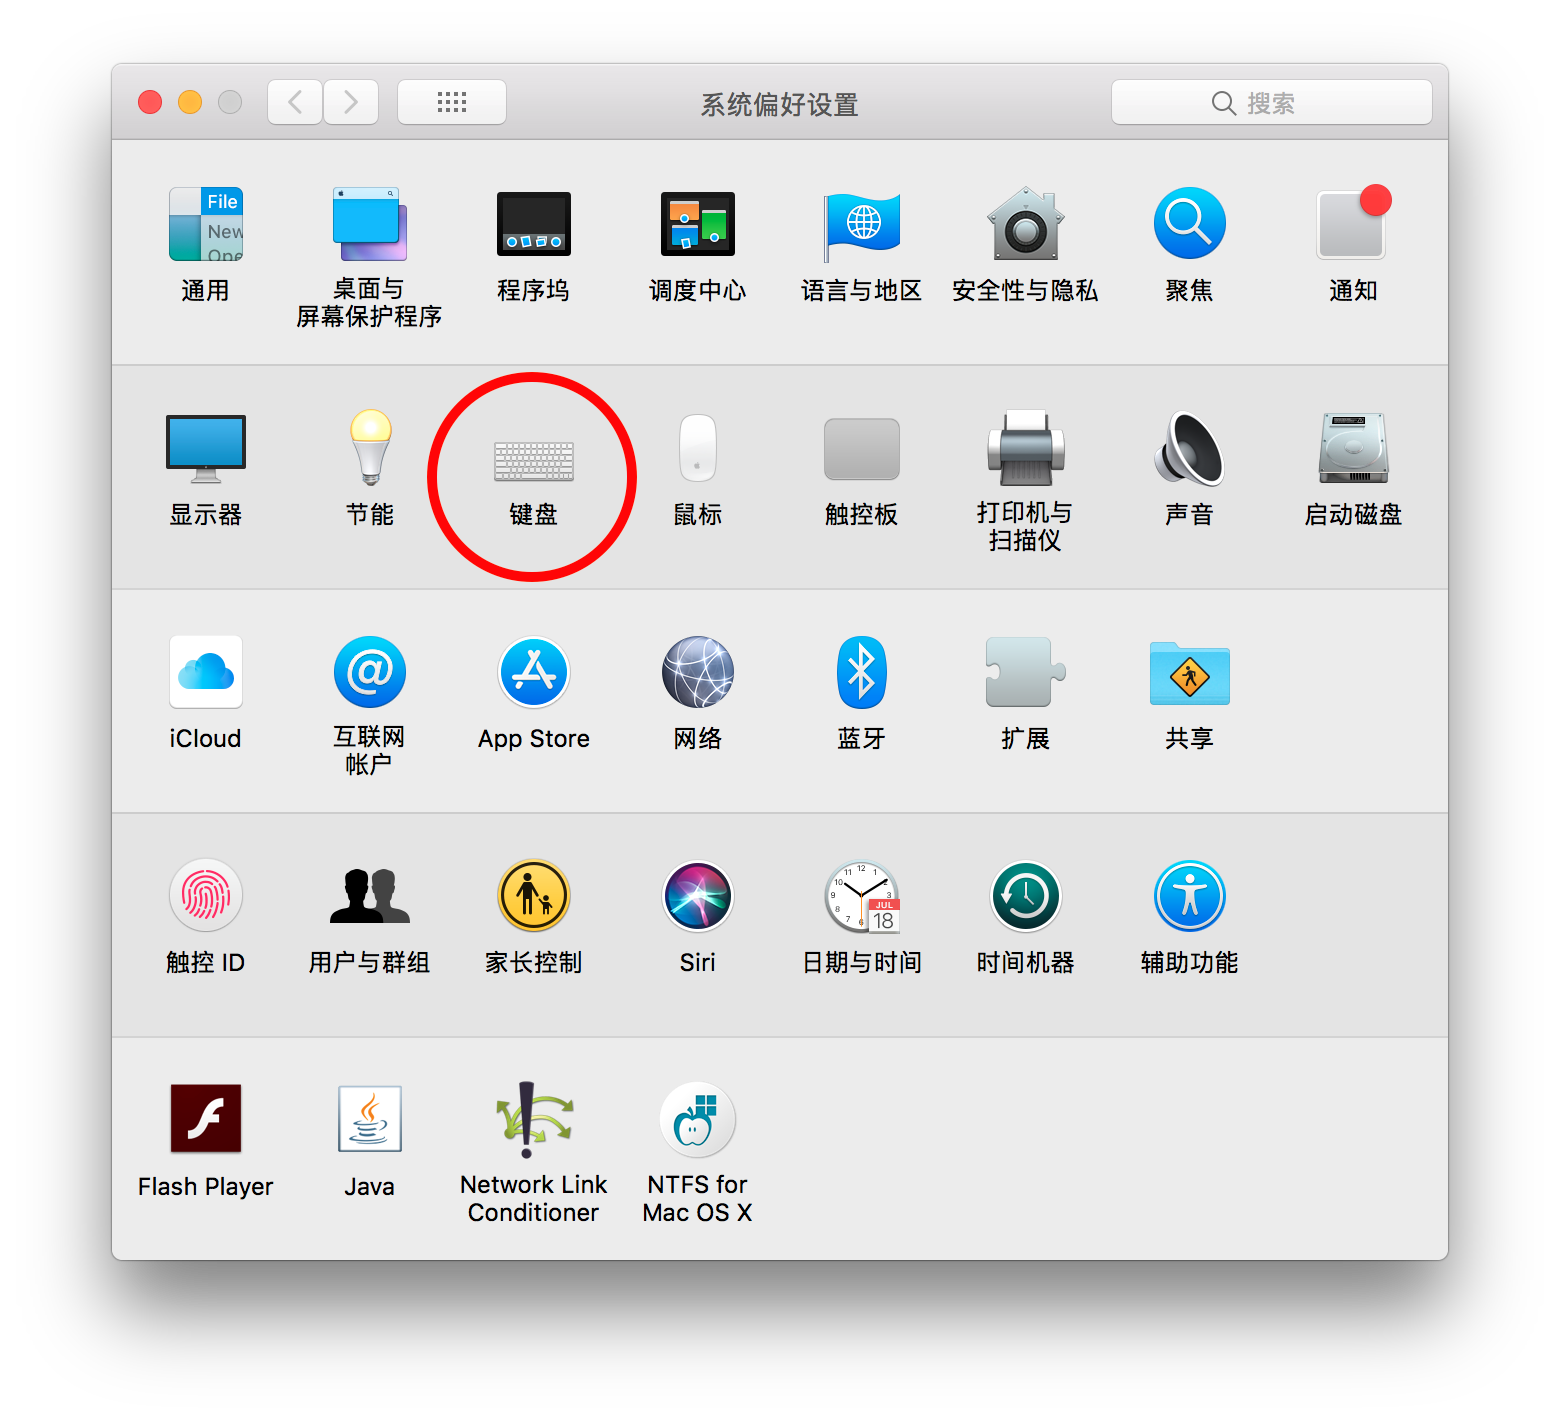 系统偏好设置
搜索
File
New
Ope
通用
桌面与
屏幕保护程序
程序坞
调度中心
语言与地区
安全性与隐私
聚焦
通知
显示器
节能
键盘
鼠标
触控板
打印机与
扫描仪
声音
启动磁盘
iCloud
互联网
帐户
App Store
网络
蓝牙
扩展
共享
触控 ID
用户与群组
家长控制
Siri
JUL
18
日期与时间
时间机器
辅助功能
Flash Player
Java
Network Link
Conditioner
NTFS for
Mac OS X